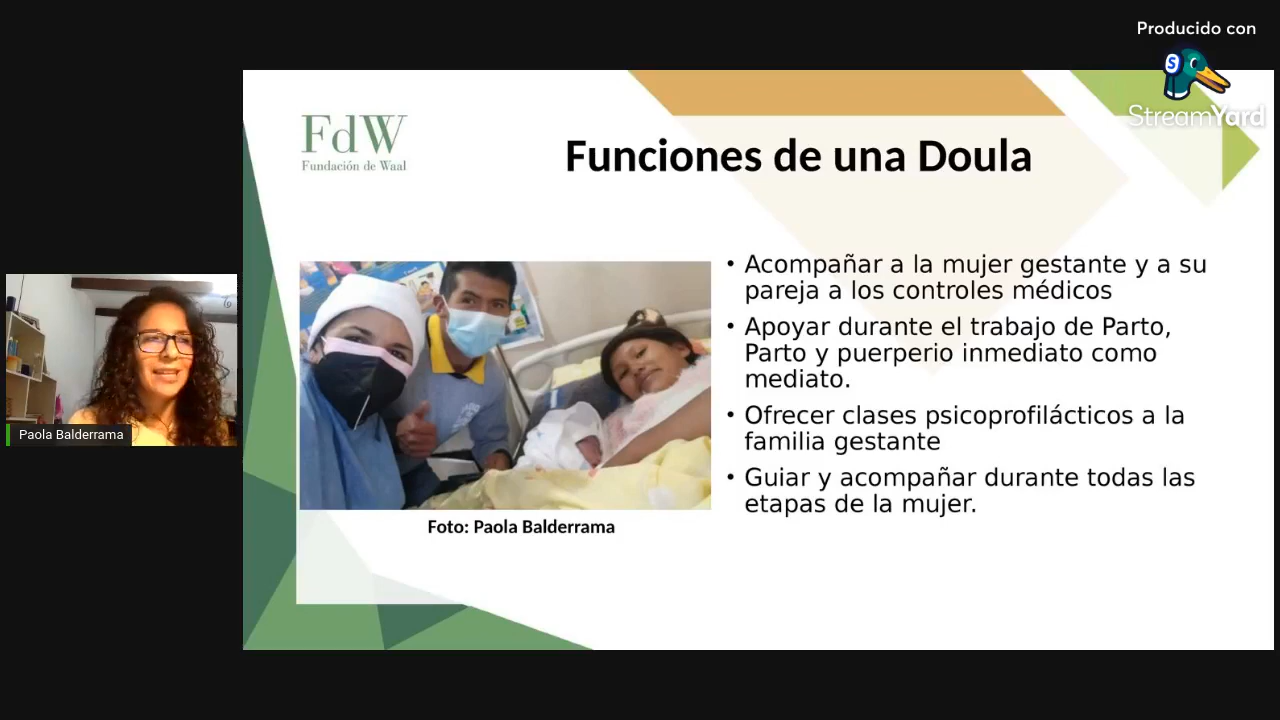 Producido con
StreamYard
FdW
Fundación de Waal
Funciones de una Doula
• Acompañar a la mujer gestante y a su
pareja a los controles médicos
• Apoyar durante el trabajo de Parto,
Parto y puerperio inmediato como
mediato.
• Ofrecer clases psicoprofilácticos a la
familia gestante
• Guiar y acompañar durante todas las
etapas de la mujer.
Foto: Paola Balderrama
Paola Balderrama